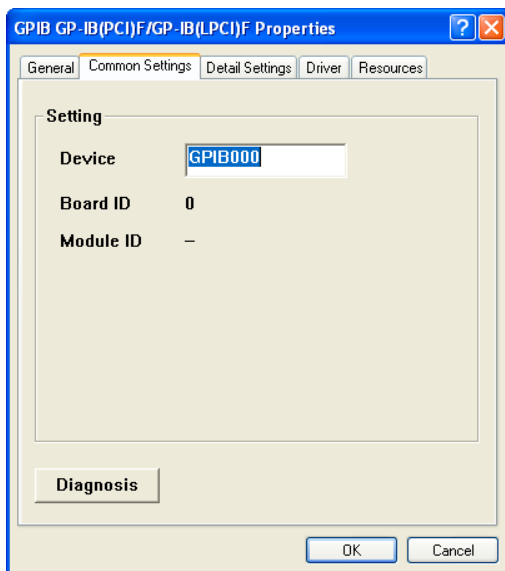 GPIB GP-IB(PCI)F/GP-IB(LPCI)F Properties
General Common Settings Detail Settings Driver Resources
Setting
Device GPIB000
Board ID 0
Module ID –
Diagnosis
OK Cancel